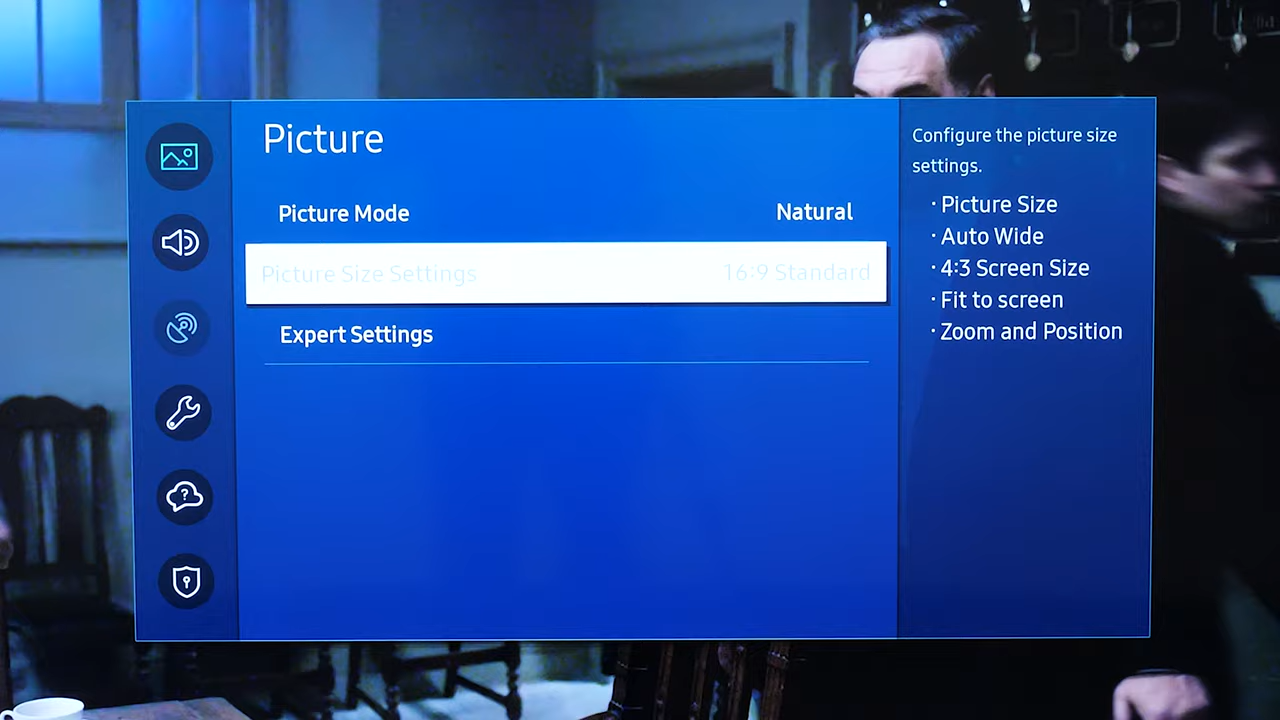 Picture
Picture Mode Natural
Picture Size Settings 16:9 Standard
Expert Settings
Configure the picture size
settings.
· Picture Size
· Auto Wide
· 4:3 Screen Size
· Fit to screen
· Zoom and Position
?